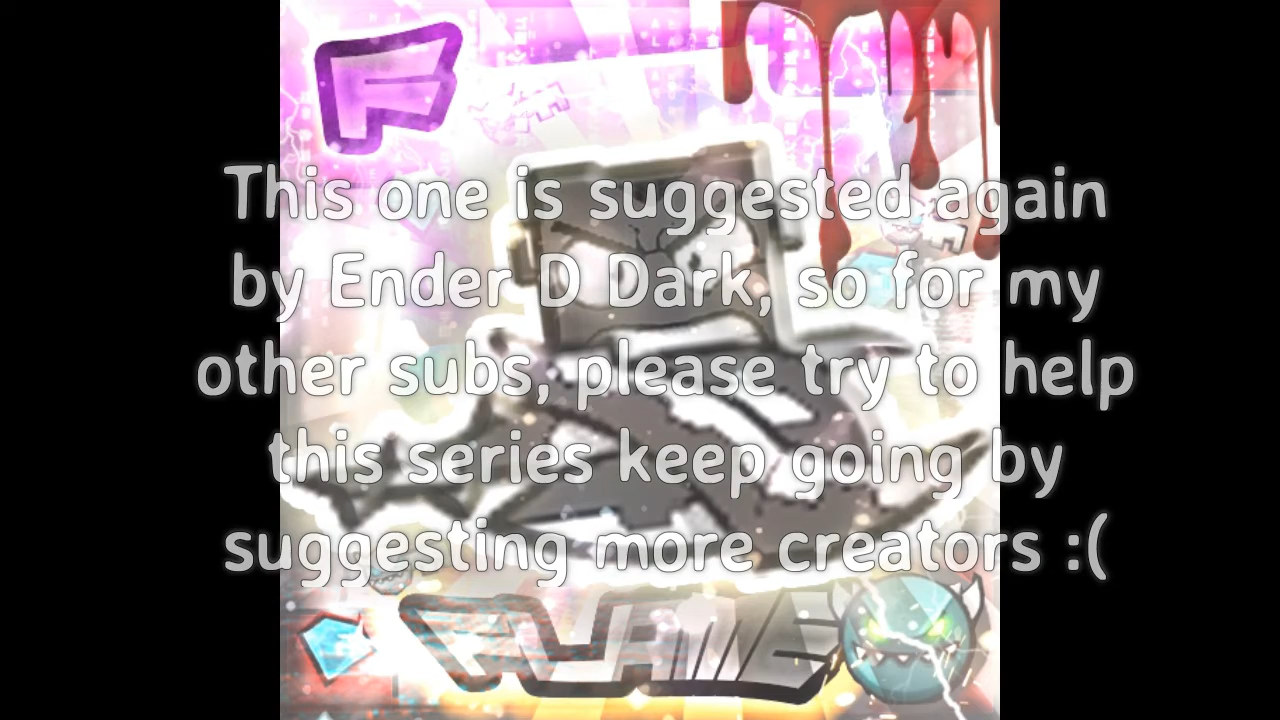 F
This one is suggested again
by Ender D Dark, so for my
other subs, please try to help
this series keep going by
suggesting more creators :(
FLAME